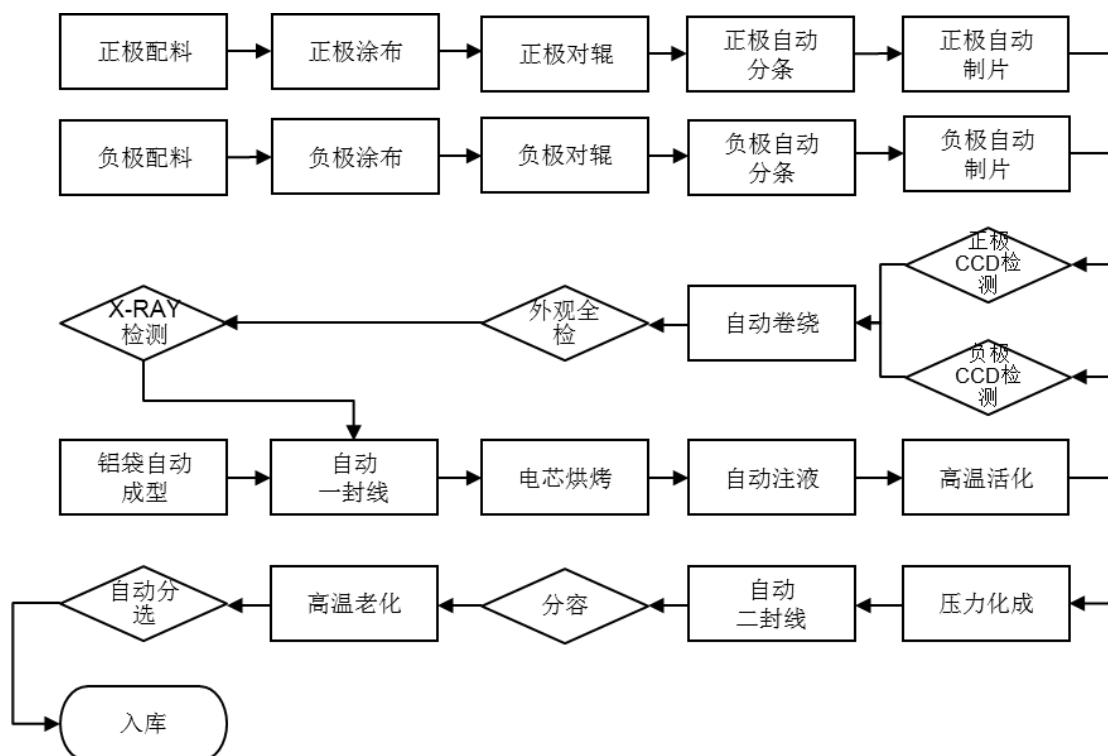 正极配料
正极涂布
正极对辊
正极自动
分条
正极自动
制片
负极配料
负极涂布
负极对辊
负极自动
分条
负极自动
制片
正极
CCD检
测
X-RAY
检测
外观全
检
自动卷绕
负极
CCD检
测
铝袋自动
成型
自动
一封线
电芯烘烤
自动注液
高温活化
自动分
选
高温老化
分容
自动
二封线
压力化成
入库